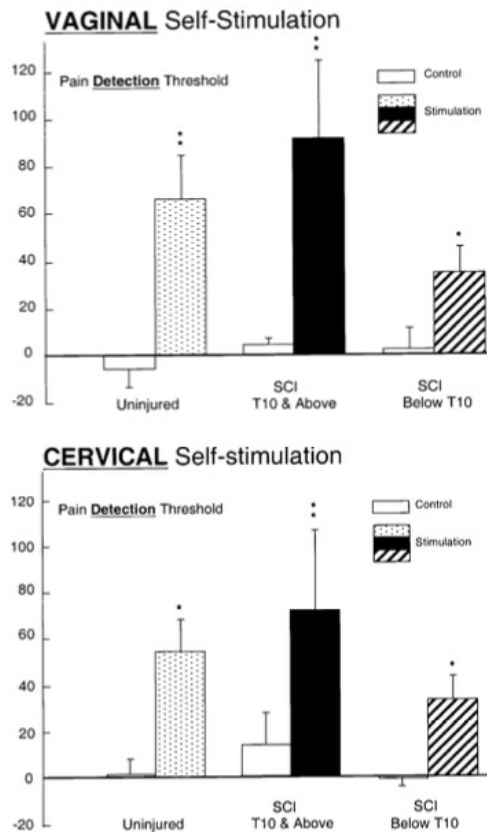 VAGINAL Self-Stimulation
Pain Detection Threshold
Control
Stimulation
120
100
80
60
40
20
0
-20
**
**
*
Uninjured
SCI
T10 & Above
SCI
Below T10
CERVICAL Self-stimulation
Pain Detection Threshold
Control
Stimulation
120
100
80
60
40
20
0
-20
*
**
*
Uninjured
SCI
T10 & Above
SCI
Below T10